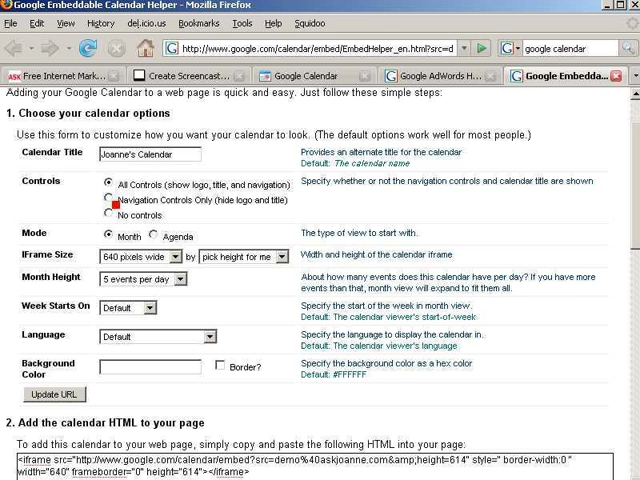 Google Embeddable Calendar Helper - Mozilla Firefox
File Edit View History del.icio.us Bookmarks Tools Help Squidoo
http://www.google.com/calendar/embed/EmbedHelper_en.html?src=d google calendar
ASK Free Internet Mark... Create Screencast... Google Calendar Google AdWords H... Google Embedda...
Adding your Google Calendar to a web page is quick and easy. Just follow these simple steps:
1. Choose your calendar options
Use this form to customize how you want your calendar to look. (The default options work well for most people.)
Calendar Title Joanne's Calendar Provides an alternate title for the calendar
Default: The calendar name
Controls All Controls (show logo, title, and navigation) Specify whether or not the navigation controls and calendar title are shown
Navigation Controls Only (hide logo and title)
No controls
Mode Month Agenda The type of view to start with.
IFrame Size 640 pixels wide by pick height for me Width and height of the calendar iframe
Month Height 5 events per day About how many events does this calendar have per day? If you have more
events than that, month view will expand to fit them all.
Week Starts On Default Specify the start of the week in month view.
Default: The calendar viewer's start-of-week
Language Default Specify the language to display the calendar in.
Default: The calendar viewer's language
Background Color Border? Specify the background color as a hex color
Default: #FFFFFF
Update URL
2. Add the calendar HTML to your page
To add this calendar to your web page, simply copy and paste the following HTML into your page:
<iframe src="http://www.google.com/calendar/embed?src=demo%40askjoanne.com&amp;height=614" style=" border-width:0 "
width="640" frameborder="0" height="614"></iframe>